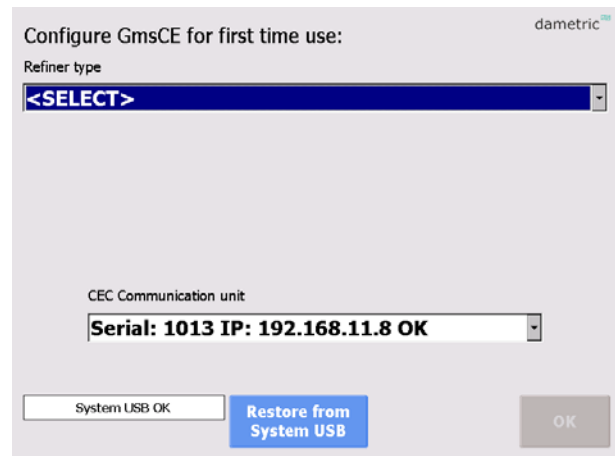 Configure GmsCE for first time use:
dametric
Refiner type
<SELECT>
CEC Communication unit
Serial: 1013 IP: 192.168.11.8 OK
System USB OK
Restore from
System USB
OK